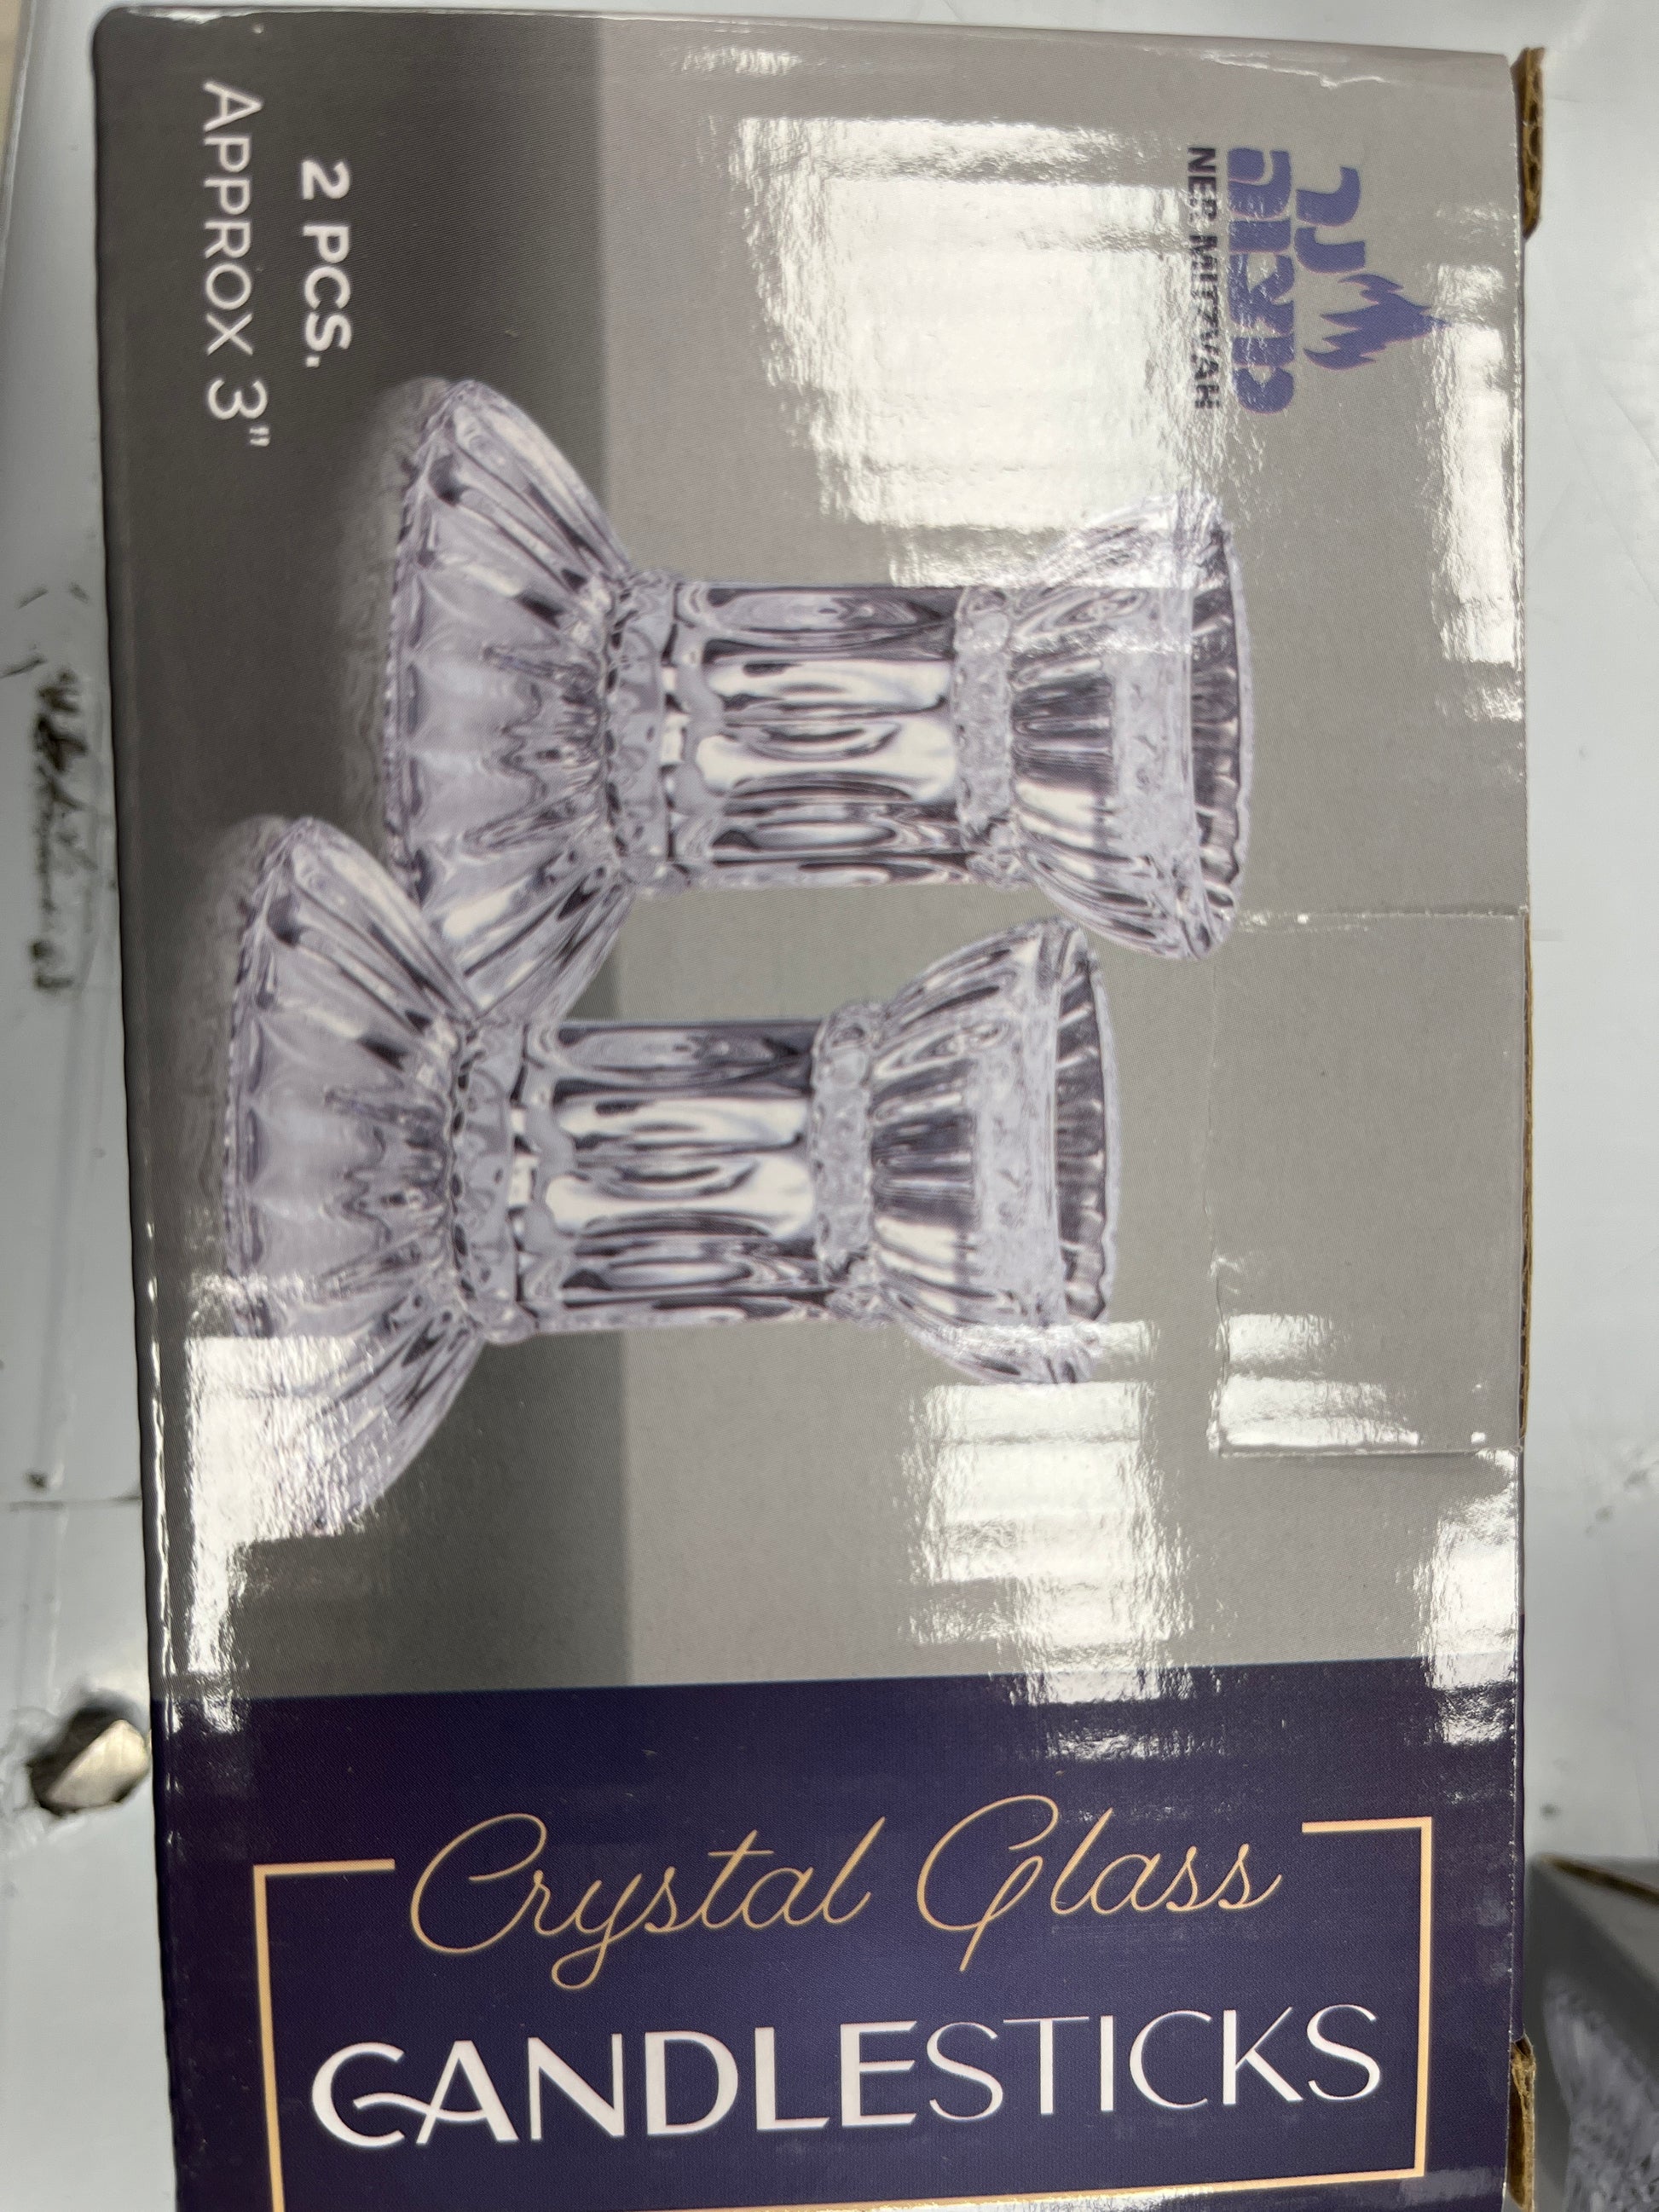 נר
מצוה
NER MITZVAH
2 PCS.
APPROX 3"
Crystal Glass
CANDLESTICKS